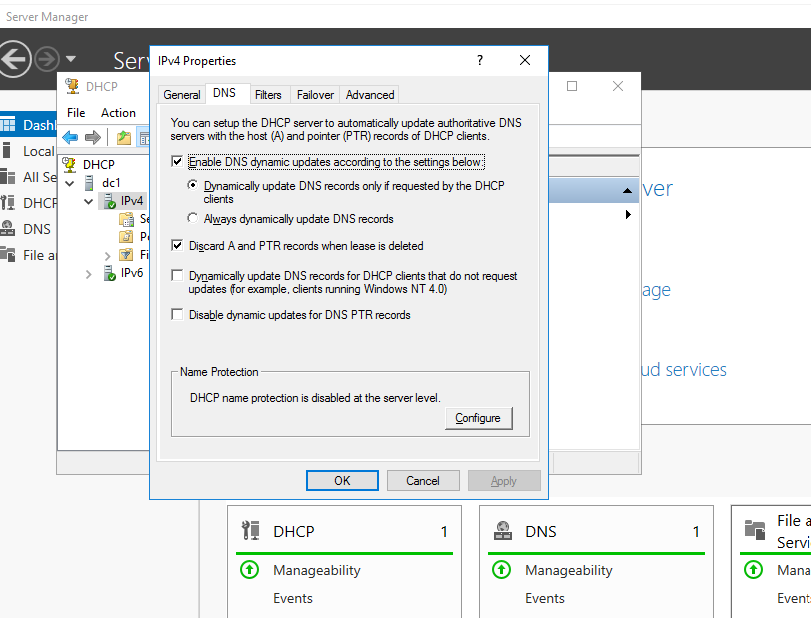 Server Manager
Serv
IPv4 Properties
?
DHCP
File Action
General DNS Filters Failover Advanced
You can setup the DHCP server to automatically update authoritative DNS
servers with the host (A) and pointer (PTR) records of DHCP clients.
Enable DNS dynamic updates according to the settings below:
Dynamically update DNS records only if requested by the DHCP
clients
Always dynamically update DNS records
Discard A and PTR records when lease is deleted
Dynamically update DNS records for DHCP clients that do not request
updates (for example, clients running Windows NT 4.0)
Disable dynamic updates for DNS PTR records
Name Protection
DHCP name protection is disabled at the server level.
Configure
OK Cancel Apply
Dashb
Local
All Se
DHCP
DNS
File a
DHCP
dc1
IPv4
Se
Po
Fi
IPv6
ver
age
ud services
DHCP 1
Manageability
Events
DNS 1
Manageability
Events
File a
Servi
Mana
Event